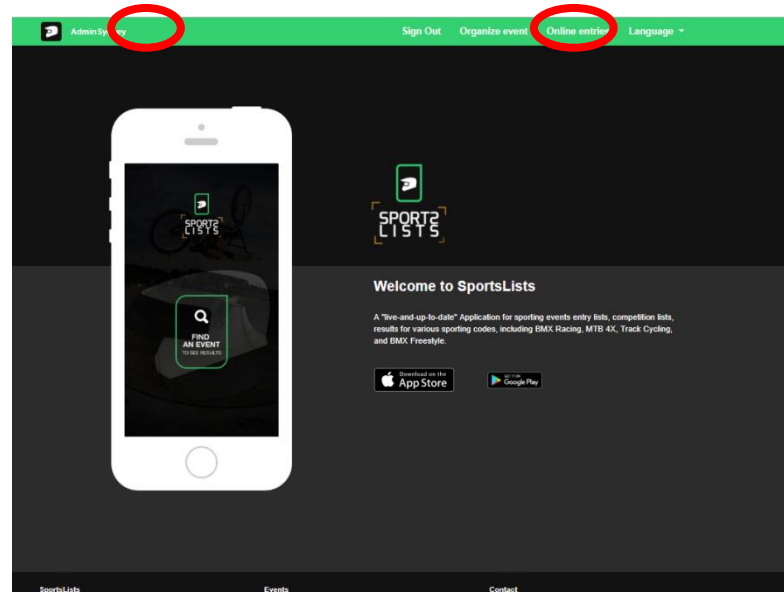 Admin Sydney
Sign Out Organize event Online entries Language
SPORTS
LISTS
FIND
AN EVENT
TO SEE RESULTS
SPORTS
LISTS
Welcome to SportsLists
A "live-and-up-to-date" Application for sporting events entry lists, competition lists,
results for various sporting codes, including BMX Racing, MTB 4X, Track Cycling,
and BMX Freestyle.
Download on the
App Store
GET IT ON
Google Play
SportsLists Events Contact